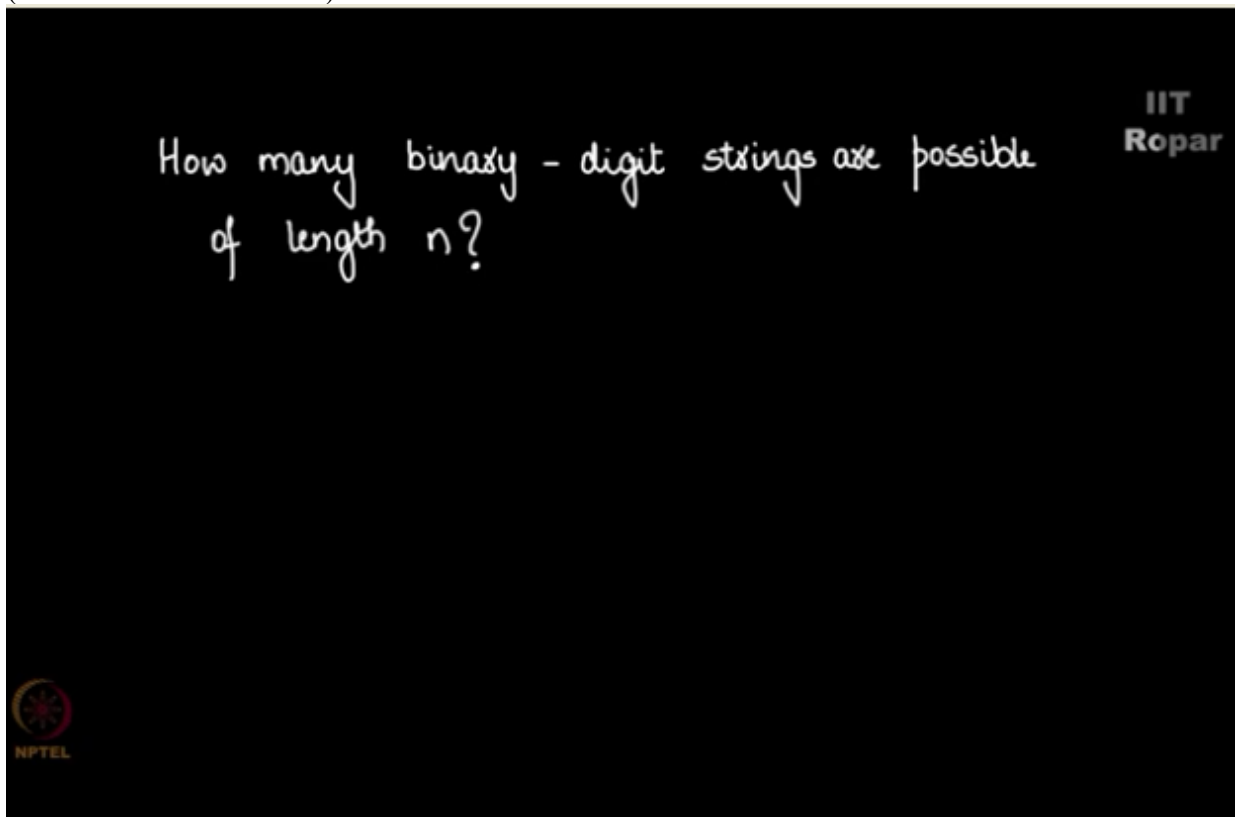 IIT
Ropar
How many binary - digit strings are possible
of length n?
NPTEL